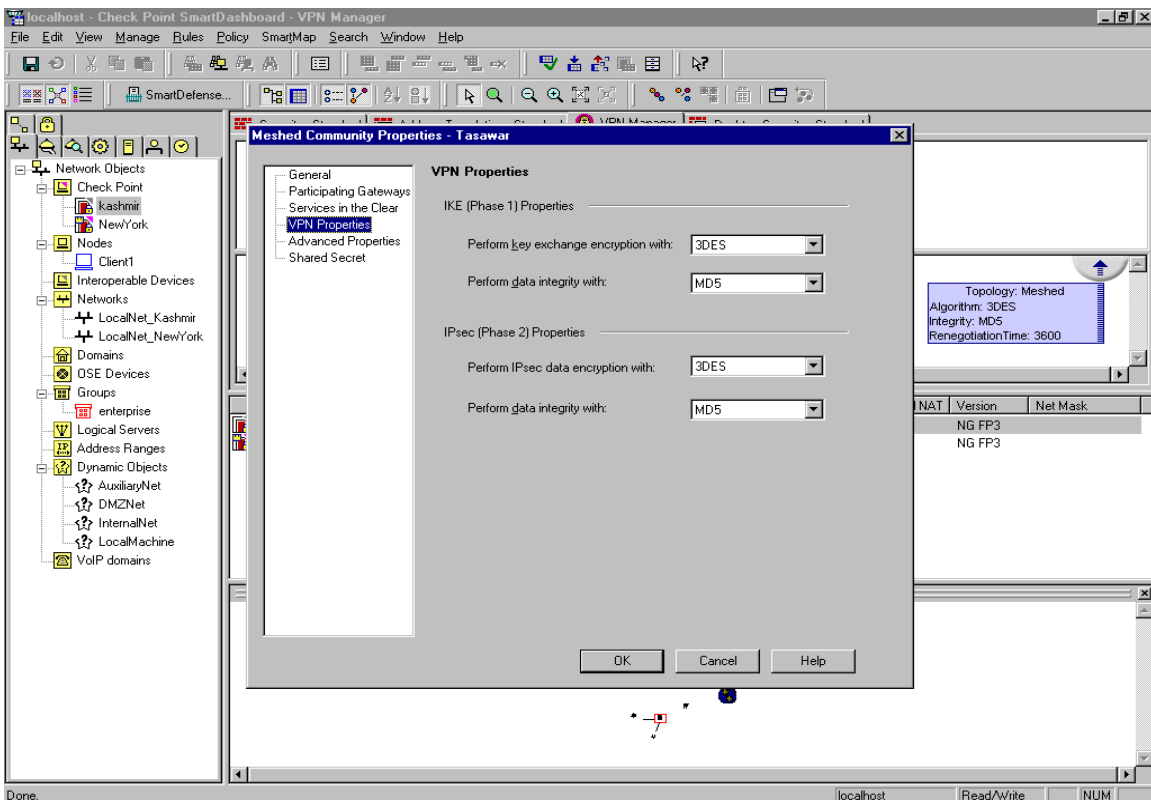 localhost - Check Point SmartDashboard - VPN Manager
File Edit View Manage Rules Policy SmartMap Search Window Help
SmartDefense...
VPN Manager
Meshed Community Properties - Tasawar
Network Objects
Check Point
kashmir
NewYork
Nodes
Client1
Interoperable Devices
Networks
LocalNet_Kashmir
LocalNet_NewYork
Domains
OSE Devices
Groups
enterprise
Logical Servers
Address Ranges
Dynamic Objects
AuxiliaryNet
DMZNet
InternalNet
LocalMachine
VoIP domains
General
Participating Gateways
Services in the Clear
VPN Properties
Advanced Properties
Shared Secret
VPN Properties
IKE (Phase 1) Properties
Perform key exchange encryption with: 3DES
Perform data integrity with: MD5
IPsec (Phase 2) Properties
Perform IPsec data encryption with: 3DES
Perform data integrity with: MD5
OK Cancel Help
Topology: Meshed
Algorithm: 3DES
Integrity: MD5
RenegotiationTime: 3600
NAT Version Net Mask
NG FP3
NG FP3
Done. localhost Read/Write NUM